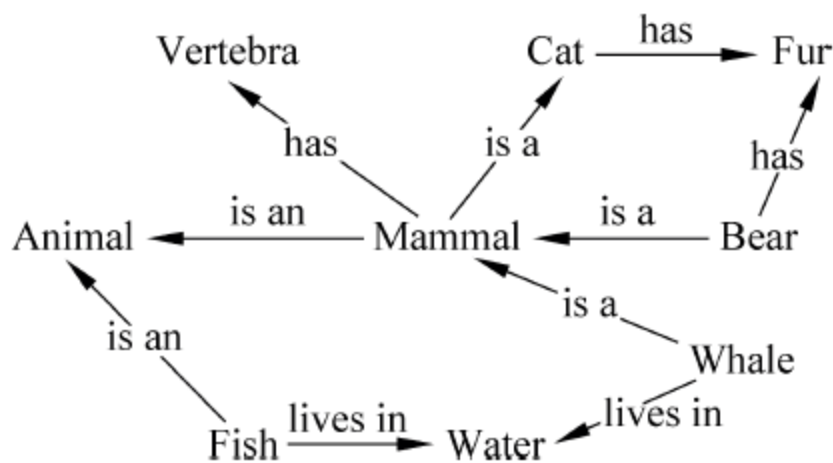 Vertebra
Cat
has
Fur
has
is a
has
Animal
is an
Mammal
is a
Bear
is an
is a
Whale
Fish
lives in
Water
lives in